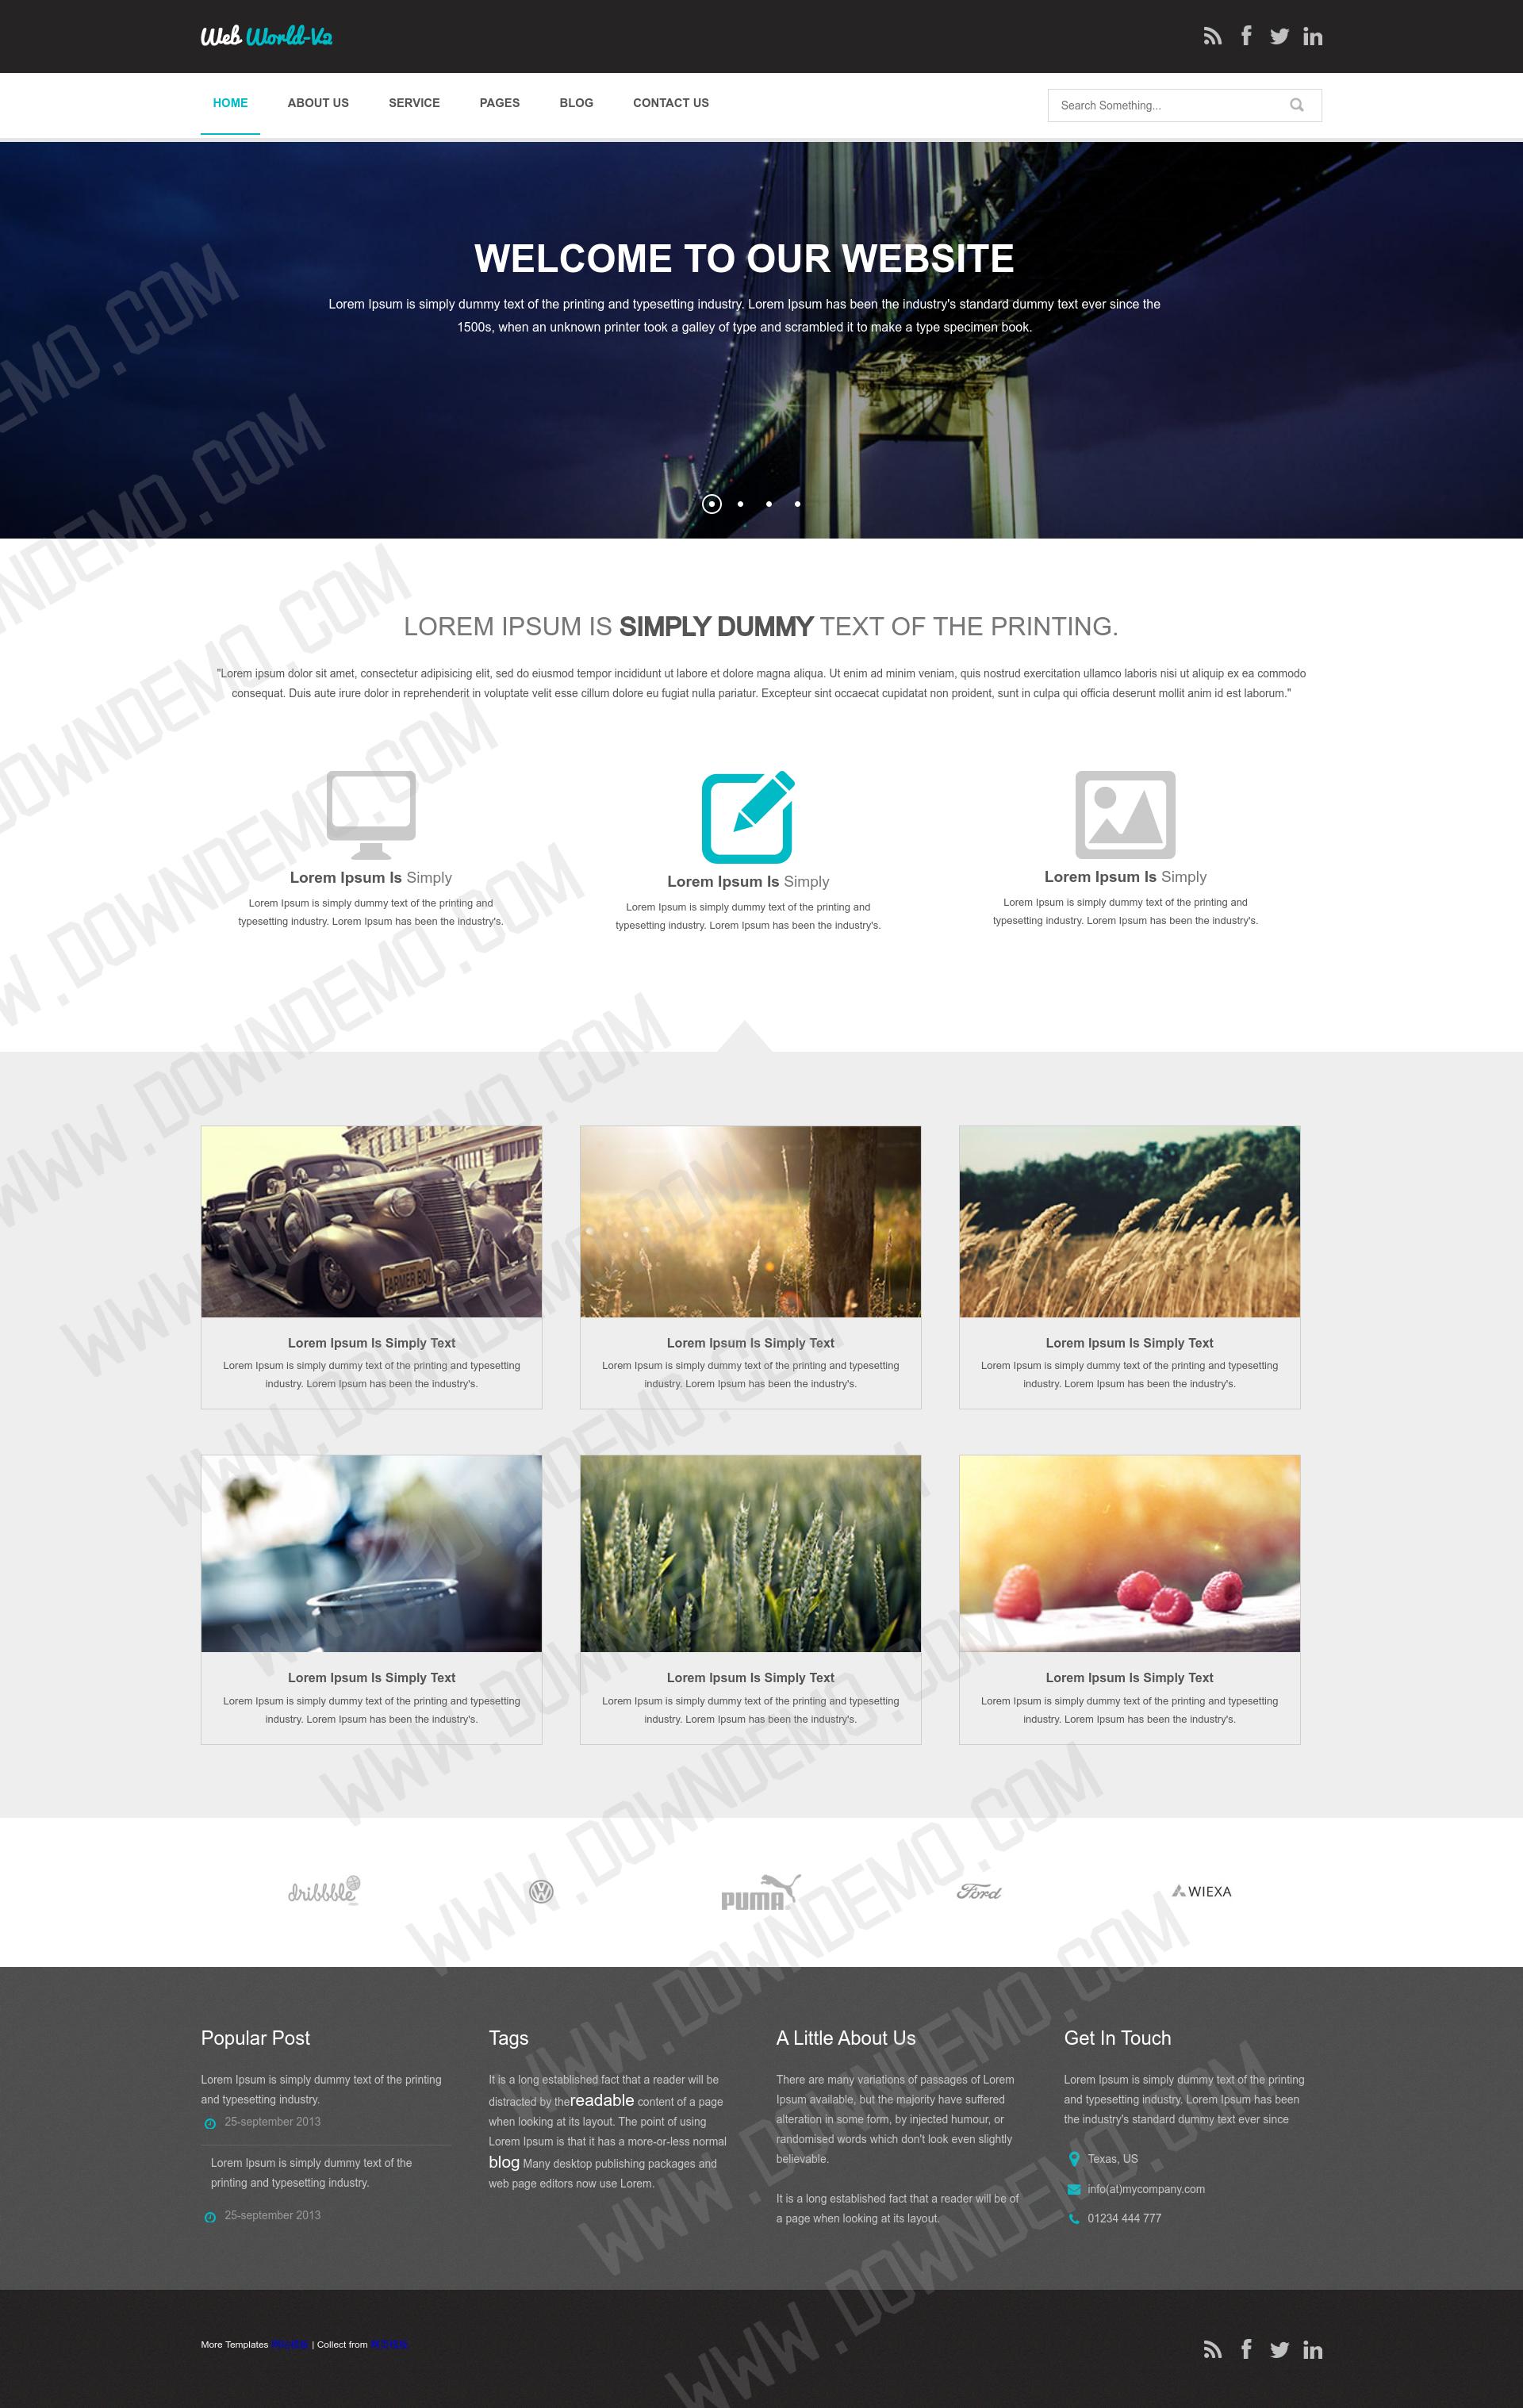 Web World-V2
HOME ABOUT US SERVICE PAGES BLOG CONTACT US
Search Something...
WELCOME TO OUR WEBSITE
Lorem Ipsum is simply dummy text of the printing and typesetting industry. Lorem Ipsum has been the industry's standard dummy text ever since the
1500s, when an unknown printer took a galley of type and scrambled it to make a type specimen book.
LOREM IPSUM IS SIMPLY DUMMY TEXT OF THE PRINTING.
"Lorem ipsum dolor sit amet, consectetur adipisicing elit, sed do eiusmod tempor incididunt ut labore et dolore magna aliqua. Ut enim ad minim veniam, quis nostrud exercitation ullamco laboris nisi ut aliquip ex ea commodo
consequat. Duis aute irure dolor in reprehenderit in voluptate velit esse cillum dolore eu fugiat nulla pariatur. Excepteur sint occaecat cupidatat non proident, sunt in culpa qui officia deserunt mollit anim id est laborum."
Lorem Ipsum Is Simply
Lorem Ipsum is simply dummy text of the printing and
typesetting industry. Lorem Ipsum has been the industry's.
Lorem Ipsum Is Simply
Lorem Ipsum is simply dummy text of the printing and
typesetting industry. Lorem Ipsum has been the industry's.
Lorem Ipsum Is Simply
Lorem Ipsum is simply dummy text of the printing and
typesetting industry. Lorem Ipsum has been the industry's.
FARMER BOY
Lorem Ipsum Is Simply Text
Lorem Ipsum is simply dummy text of the printing and typesetting
industry. Lorem Ipsum has been the industry's.
Lorem Ipsum Is Simply Text
Lorem Ipsum is simply dummy text of the printing and typesetting
industry. Lorem Ipsum has been the industry's.
Lorem Ipsum Is Simply Text
Lorem Ipsum is simply dummy text of the printing and typesetting
industry. Lorem Ipsum has been the industry's.
Lorem Ipsum Is Simply Text
Lorem Ipsum is simply dummy text of the printing and typesetting
industry. Lorem Ipsum has been the industry's.
Lorem Ipsum Is Simply Text
Lorem Ipsum is simply dummy text of the printing and typesetting
industry. Lorem Ipsum has been the industry's.
Lorem Ipsum Is Simply Text
Lorem Ipsum is simply dummy text of the printing and typesetting
industry. Lorem Ipsum has been the industry's.
dribbble
VW
PUMA
Ford
WIEXA
Popular Post
Lorem Ipsum is simply dummy text of the printing
and typesetting industry.
25-september 2013
Lorem Ipsum is simply dummy text of the
printing and typesetting industry.
25-september 2013
Tags
It is a long established fact that a reader will be
distracted by thereadable content of a page
when looking at its layout. The point of using
Lorem Ipsum is that it has a more-or-less normal
blog Many desktop publishing packages and
web page editors now use Lorem.
A Little About Us
There are many variations of passages of Lorem
Ipsum available, but the majority have suffered
alteration in some form, by injected humour, or
randomised words which don't look even slightly
believable.
It is a long established fact that a reader will be of
a page when looking at its layout.
Get In Touch
Lorem Ipsum is simply dummy text of the printing
and typesetting industry. Lorem Ipsum has been
the industry's standard dummy text ever since
Texas, US
info(at)mycompany.com
01234 444 777
More Templates | Collect from
WWW.DOWNDEMO.COM